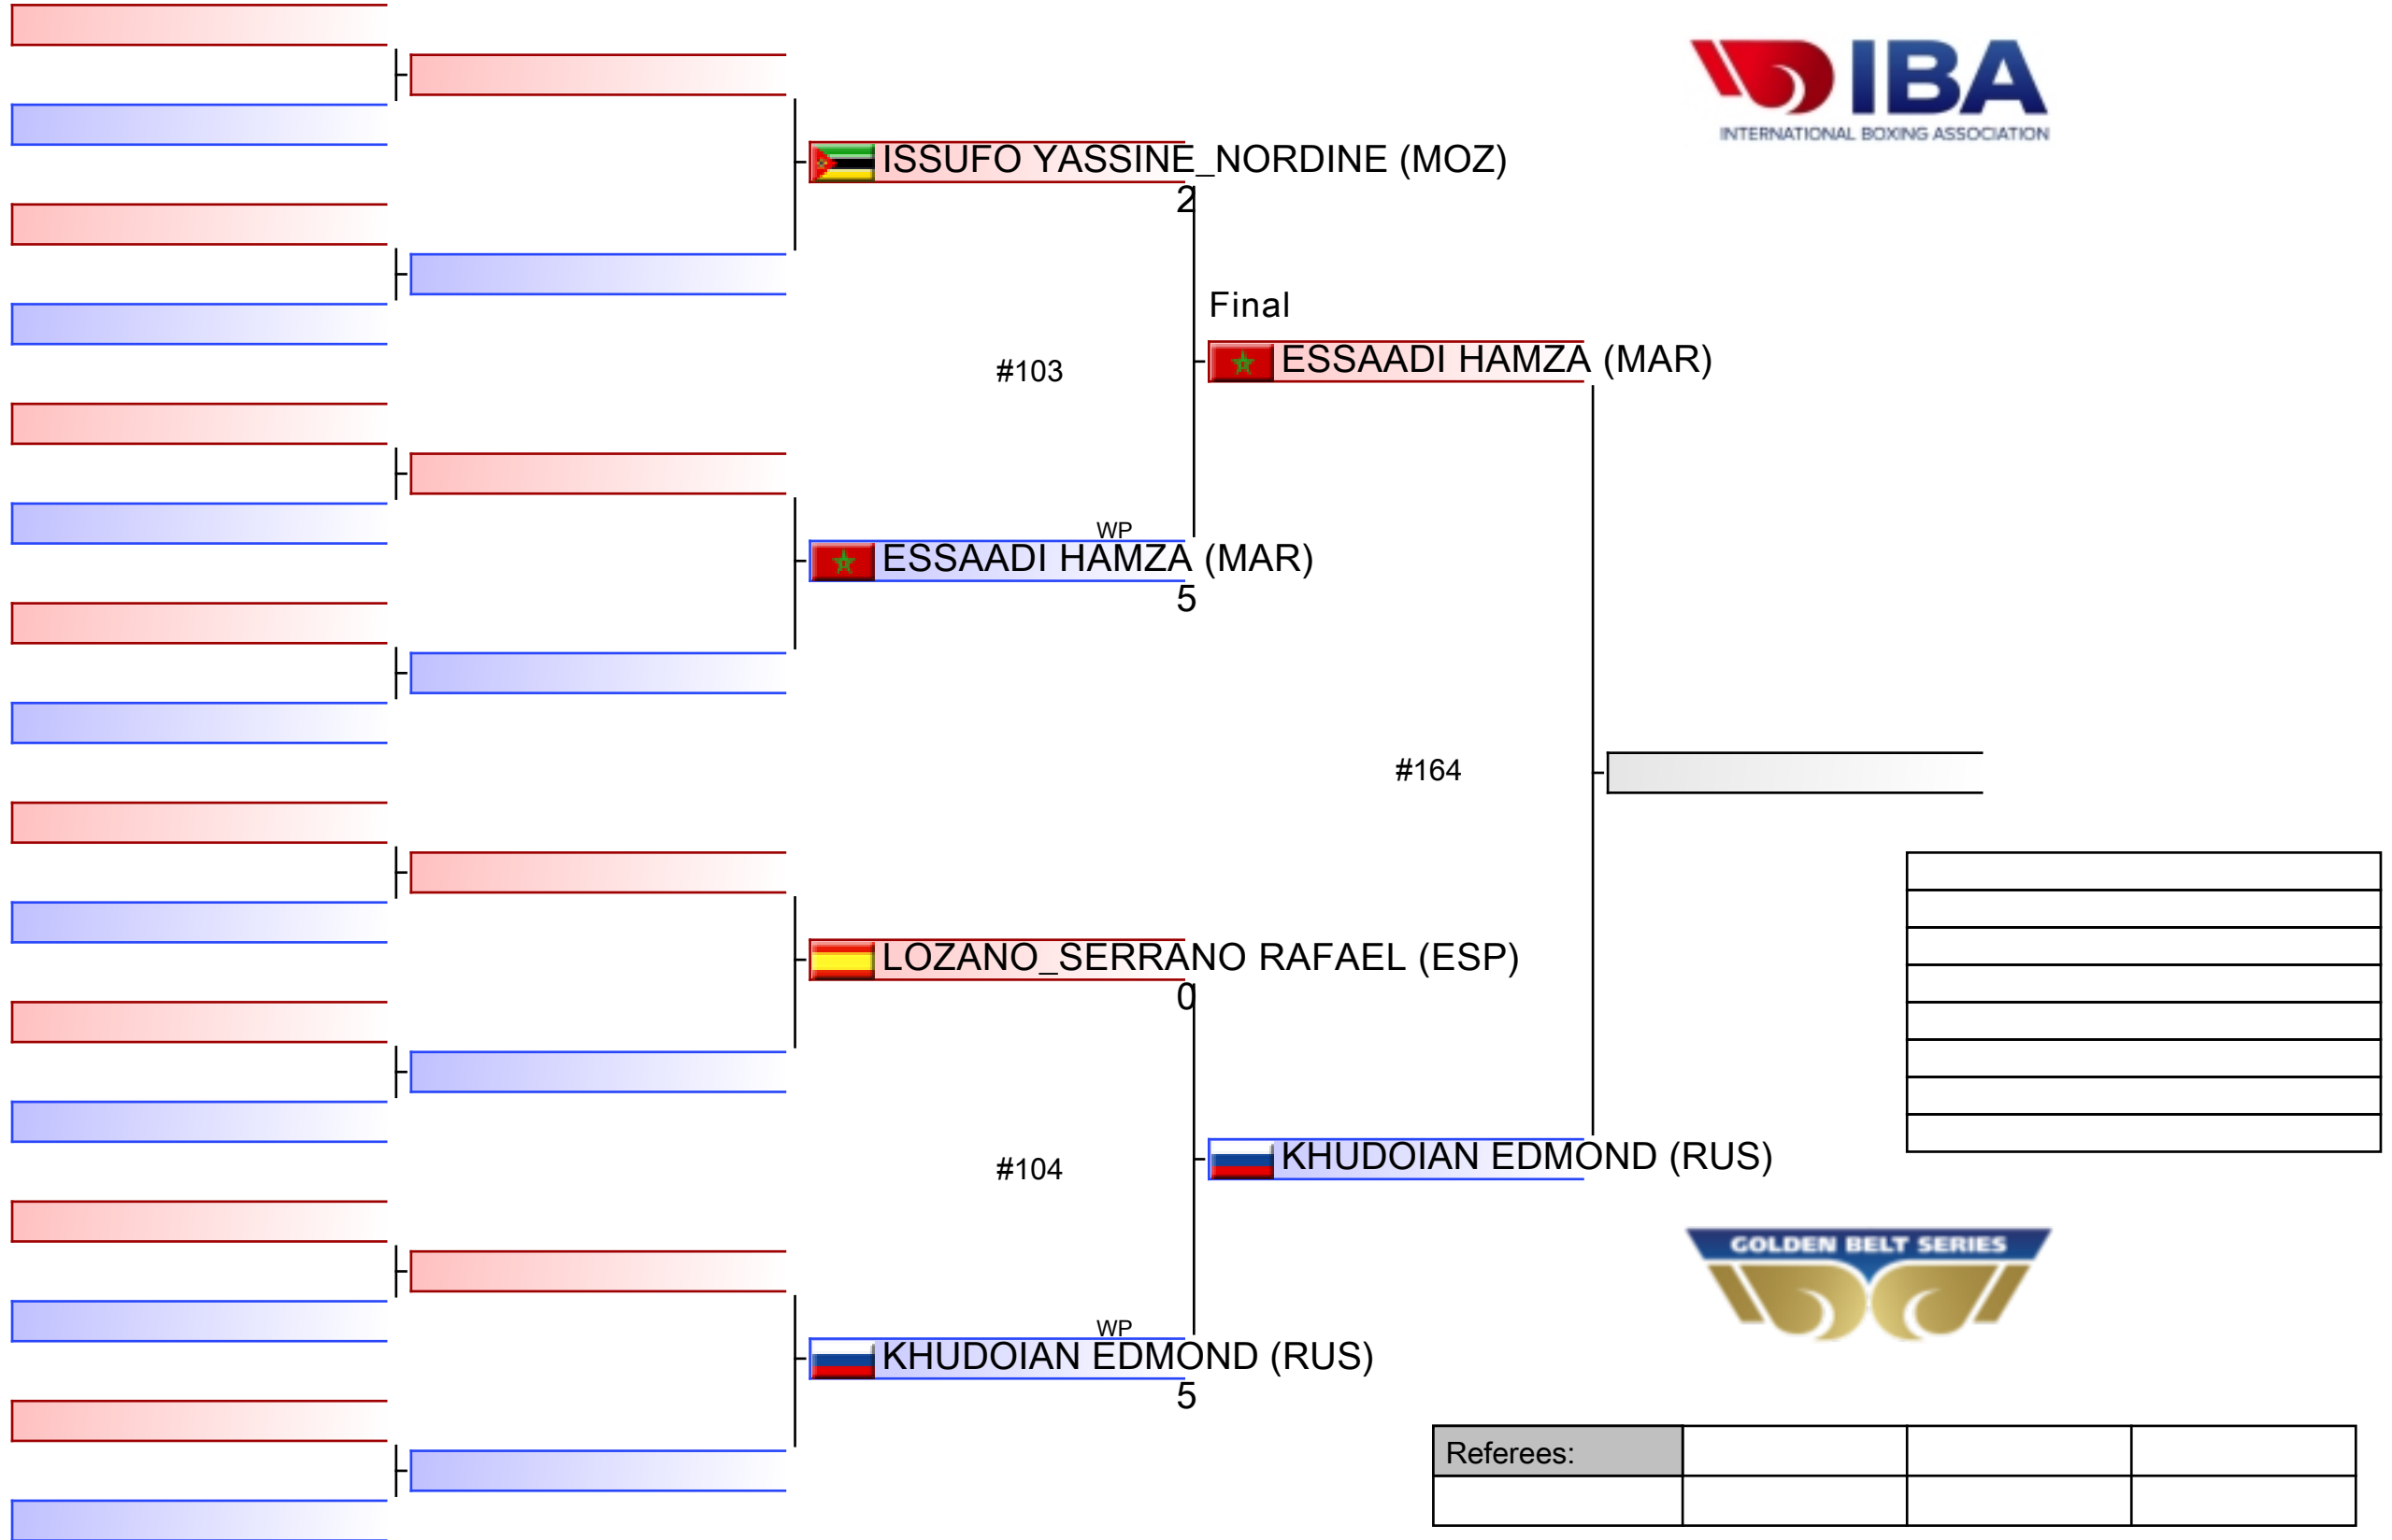 IBA
INTERNATIONAL BOXING ASSOCIATION
ISSUFO YASSINE_NORDINE (MOZ)
2
Final
#103
ESSAADI HAMZA (MAR)
WP
ESSAADI HAMZA (MAR)
5
#164
LOZANO_SERRANO RAFAEL (ESP)
0
#104
KHUDOIAN EDMOND (RUS)
GOLDEN BELT SERIES
WP
KHUDOIAN EDMOND (RUS)
5
Referees: